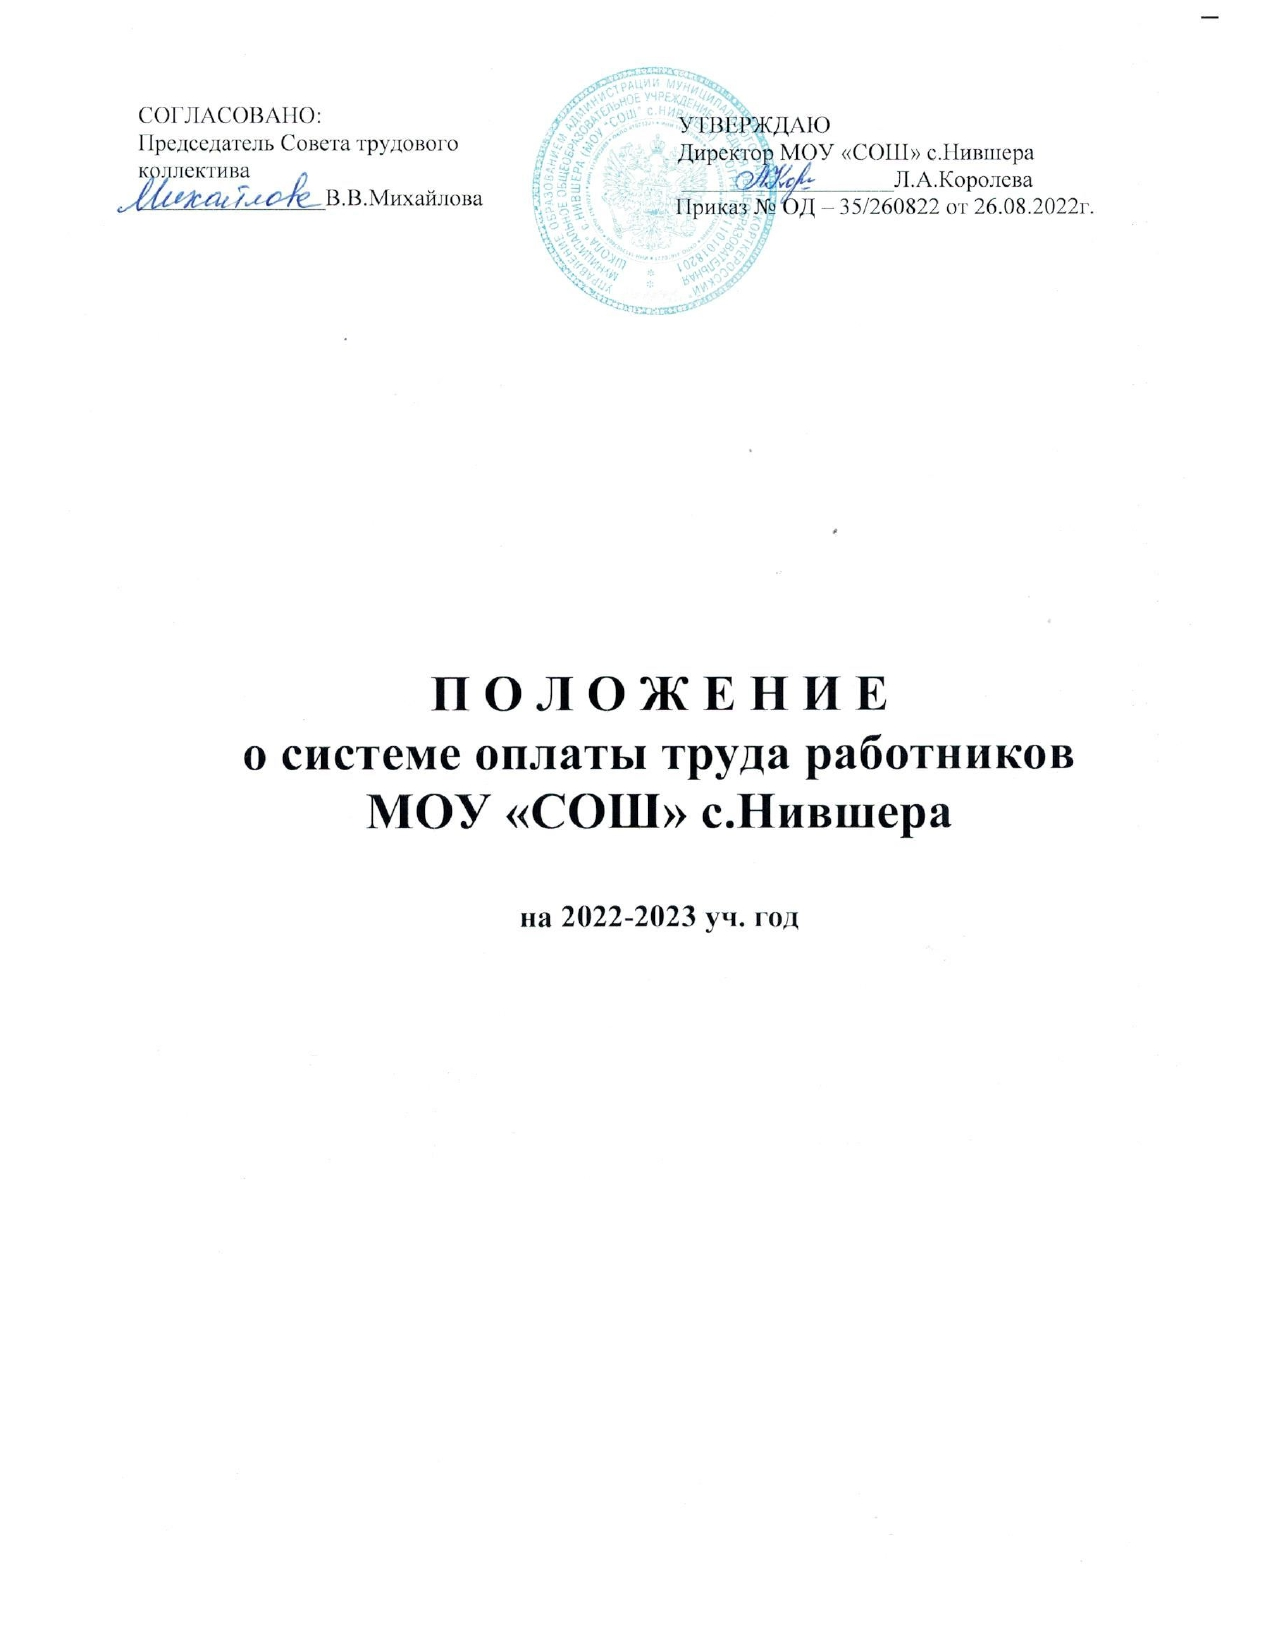 СОГЛАСОВАНО:
Председатель Совета трудового
коллектива
Михайлова В.В.Михайлова
УТВЕРЖДАЮ
Директор МОУ «СОШ» с.Нившера
Л.А.Королева
Приказ № ОД – 35/260822 от 26.08.2022г.
П О Л О Ж Е Н И Е
о системе оплаты труда работников
МОУ «СОШ» с.Нившера
на 2022-2023 уч. год